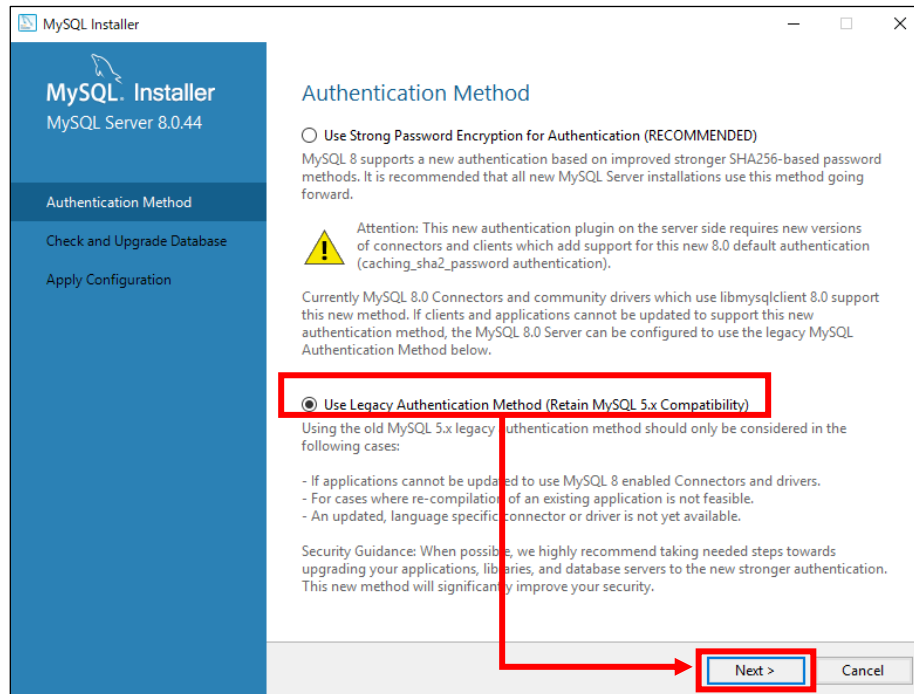 MySQL Installer
MySQL. Installer
MySQL Server 8.0.44
Authentication Method
Check and Upgrade Database
Apply Configuration
Authentication Method
Use Strong Password Encryption for Authentication (RECOMMENDED)
MySQL 8 supports a new authentication based on improved stronger SHA256-based password
methods. It is recommended that all new MySQL Server installations use this method going
forward.
Attention: This new authentication plugin on the server side requires new versions
of connectors and clients which add support for this new 8.0 default authentication
(caching_sha2_password authentication).
Currently MySQL 8.0 Connectors and community drivers which use libmysqlclient 8.0 support
this new method. If clients and applications cannot be updated to support this new
authentication method, the MySQL 8.0 Server can be configured to use the legacy MySQL
Authentication Method below.
Use Legacy Authentication Method (Retain MySQL 5.x Compatibility)
Using the old MySQL 5.x legacy authentication method should only be considered in the
following cases:
- If applications cannot be updated to use MySQL 8 enabled Connectors and drivers.
- For cases where re-compilation of an existing application is not feasible.
- An updated, language specific connector or driver is not yet available.
Security Guidance: When possible, we highly recommend taking needed steps towards
upgrading your applications, libraries, and database servers to the new stronger authentication.
This new method will significantly improve your security.
Next >
Cancel